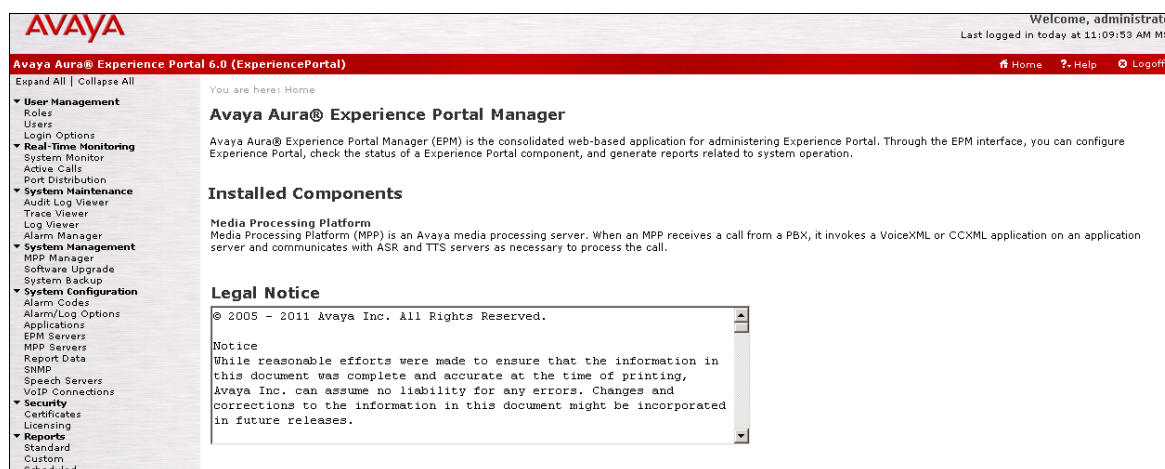 AVAYA
Welcome, administrat
Last logged in today at 11:09:53 AM M
Avaya Aura® Experience Portal 6.0 (ExperiencePortal)
Home ?Help Logoff
Expand All | Collapse All
▼ User Management
Roles
Users
Login Options
▼ Real-Time Monitoring
System Monitor
Active Calls
Port Distribution
▼ System Maintenance
Audit Log Viewer
Trace Viewer
Log Viewer
Alarm Manager
▼ System Management
MPP Manager
Software Upgrade
System Backup
▼ System Configuration
Alarm Codes
Alarm/Log Options
Applications
EPM Servers
MPP Servers
Report Data
SNMP
Speech Servers
VoIP Connections
▼ Security
Certificates
Licensing
▼ Reports
Standard
Custom
Scheduled
You are here: Home
Avaya Aura® Experience Portal Manager
Avaya Aura® Experience Portal Manager (EPM) is the consolidated web-based application for administering Experience Portal. Through the EPM interface, you can configure
Experience Portal, check the status of a Experience Portal component, and generate reports related to system operation.
Installed Components
Media Processing Platform
Media Processing Platform (MPP) is an Avaya media processing server. When an MPP receives a call from a PBX, it invokes a VoiceXML or CCXML application on an application
server and communicates with ASR and TTS servers as necessary to process the call.
Legal Notice
© 2005 - 2011 Avaya Inc. All Rights Reserved.
Notice
While reasonable efforts were made to ensure that the information in
this document was complete and accurate at the time of printing,
Avaya Inc. can assume no liability for any errors. Changes and
corrections to the information in this document might be incorporated
in future releases.